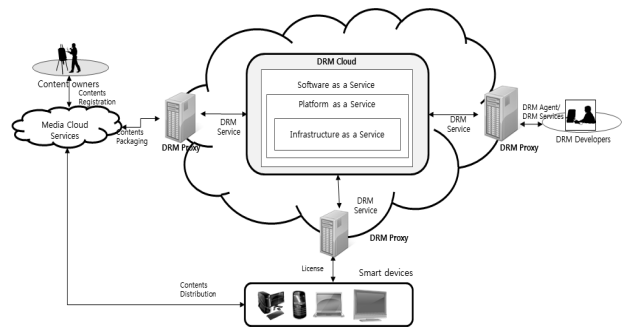 DRM Cloud
Software as a Service
Platform as a Service
Infrastructure as a Service
Content owners
Contents
Registration
Media Cloud
Services
Contents
Packaging
DRM Proxy
DRM
Service
DRM
Service
DRM Proxy
DRM Agent/
DRM Services
DRM Developers
DRM
Service
DRM Proxy
License
Smart devices
Contents
Distribution